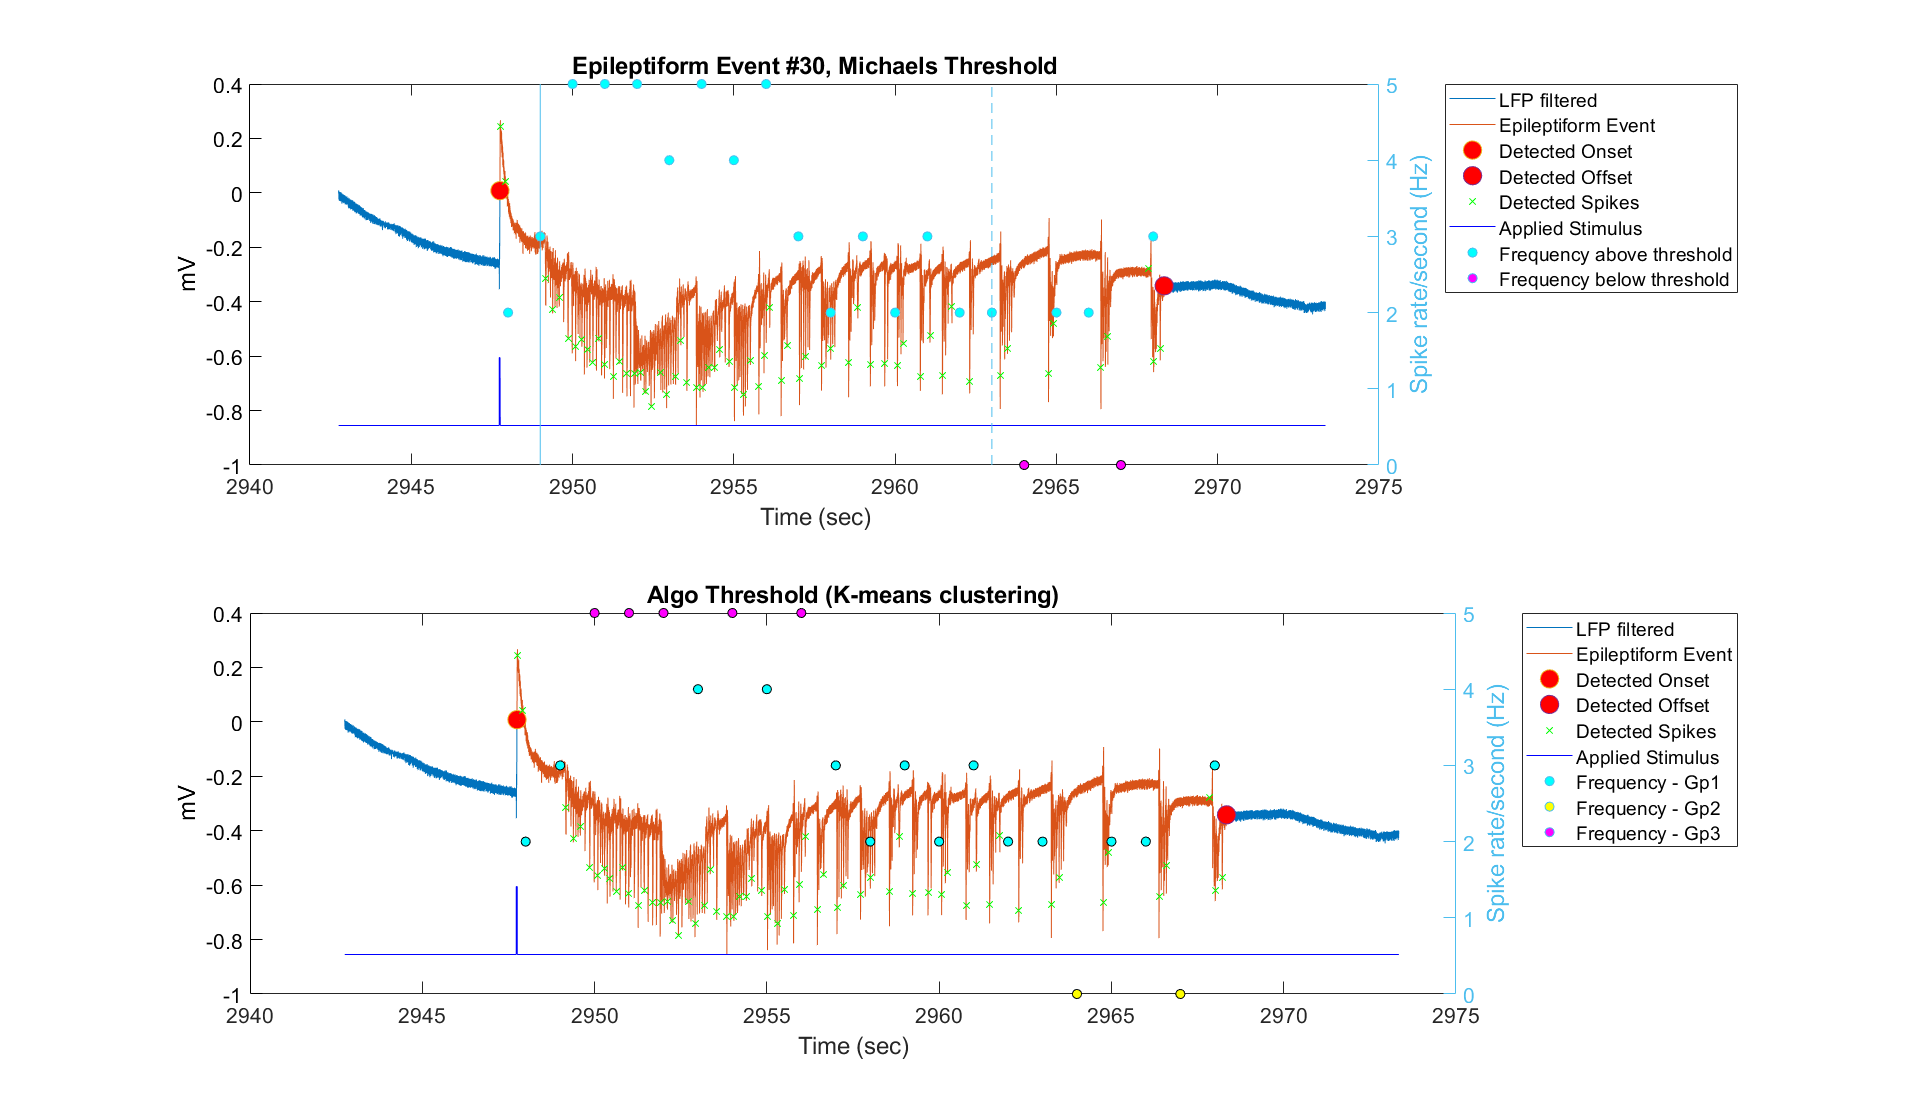 Epileptiform Event #30, Michaels Threshold
0.4
0.2
0
-0.2
-0.4
-0.6
-0.8
-1
mV
2940 2945 2950 2955 2960 2965 2970 2975
Time (sec)
5
4
3
2
1
0
Spike rate/second (Hz)
LFP filtered
Epileptiform Event
Detected Onset
Detected Offset
Detected Spikes
Applied Stimulus
Frequency above threshold
Frequency below threshold
Algo Threshold (K-means clustering)
0.4
0.2
0
-0.2
-0.4
-0.6
-0.8
-1
mV
2940 2945 2950 2955 2960 2965 2970 2975
Time (sec)
5
4
3
2
1
0
Spike rate/second (Hz)
LFP filtered
Epileptiform Event
Detected Onset
Detected Offset
Detected Spikes
Applied Stimulus
Frequency - Gp1
Frequency - Gp2
Frequency - Gp3